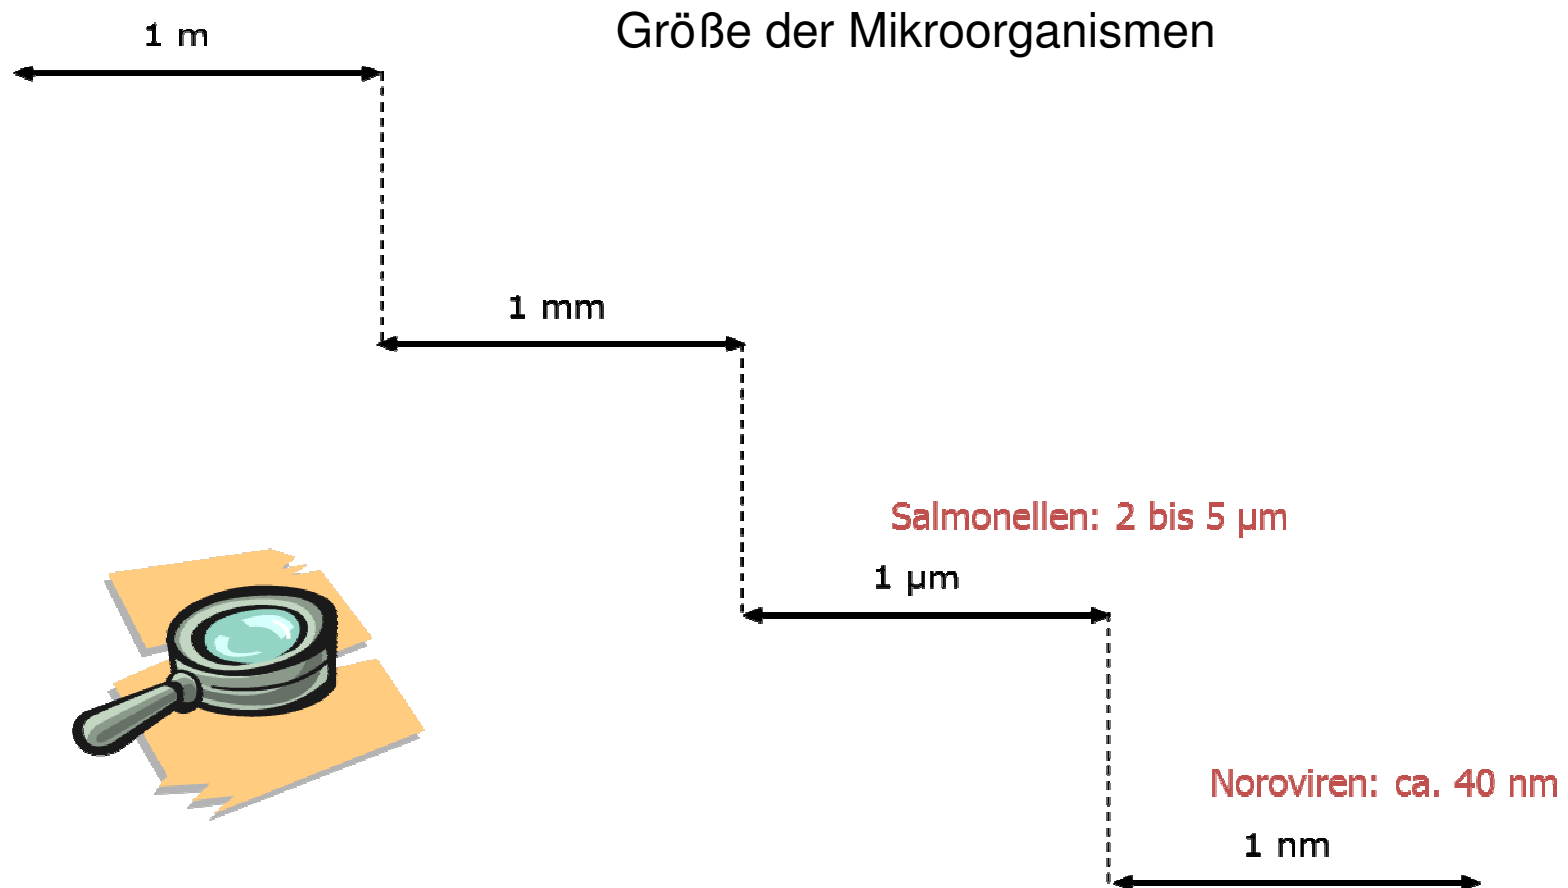 Größe der Mikroorganismen
1 m
1 mm
Salmonellen: 2 bis 5 µm
1 µm
Noroviren: ca. 40 nm
1 nm